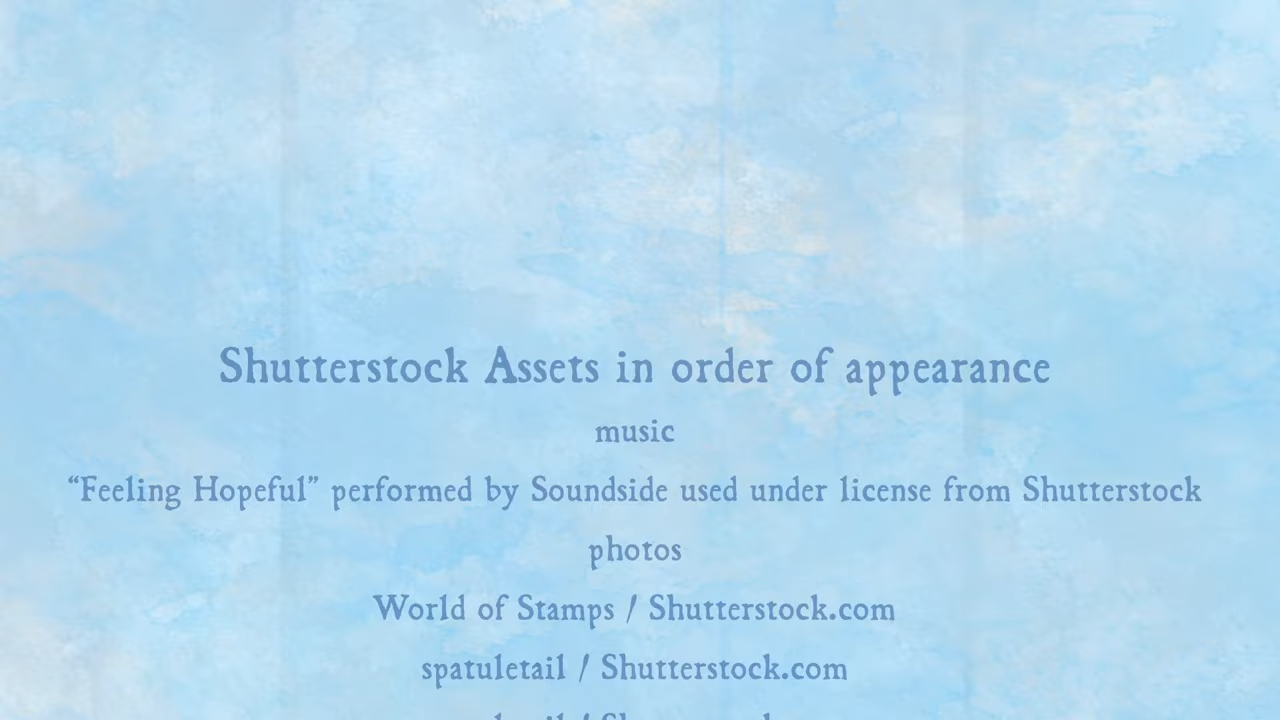 Shutterstock Assets in order of appearance
music
“Feeling Hopeful” performed by Soundside used under license from Shutterstock
photos
World of Stamps / Shutterstock.com
spatuletail / Shutterstock.com